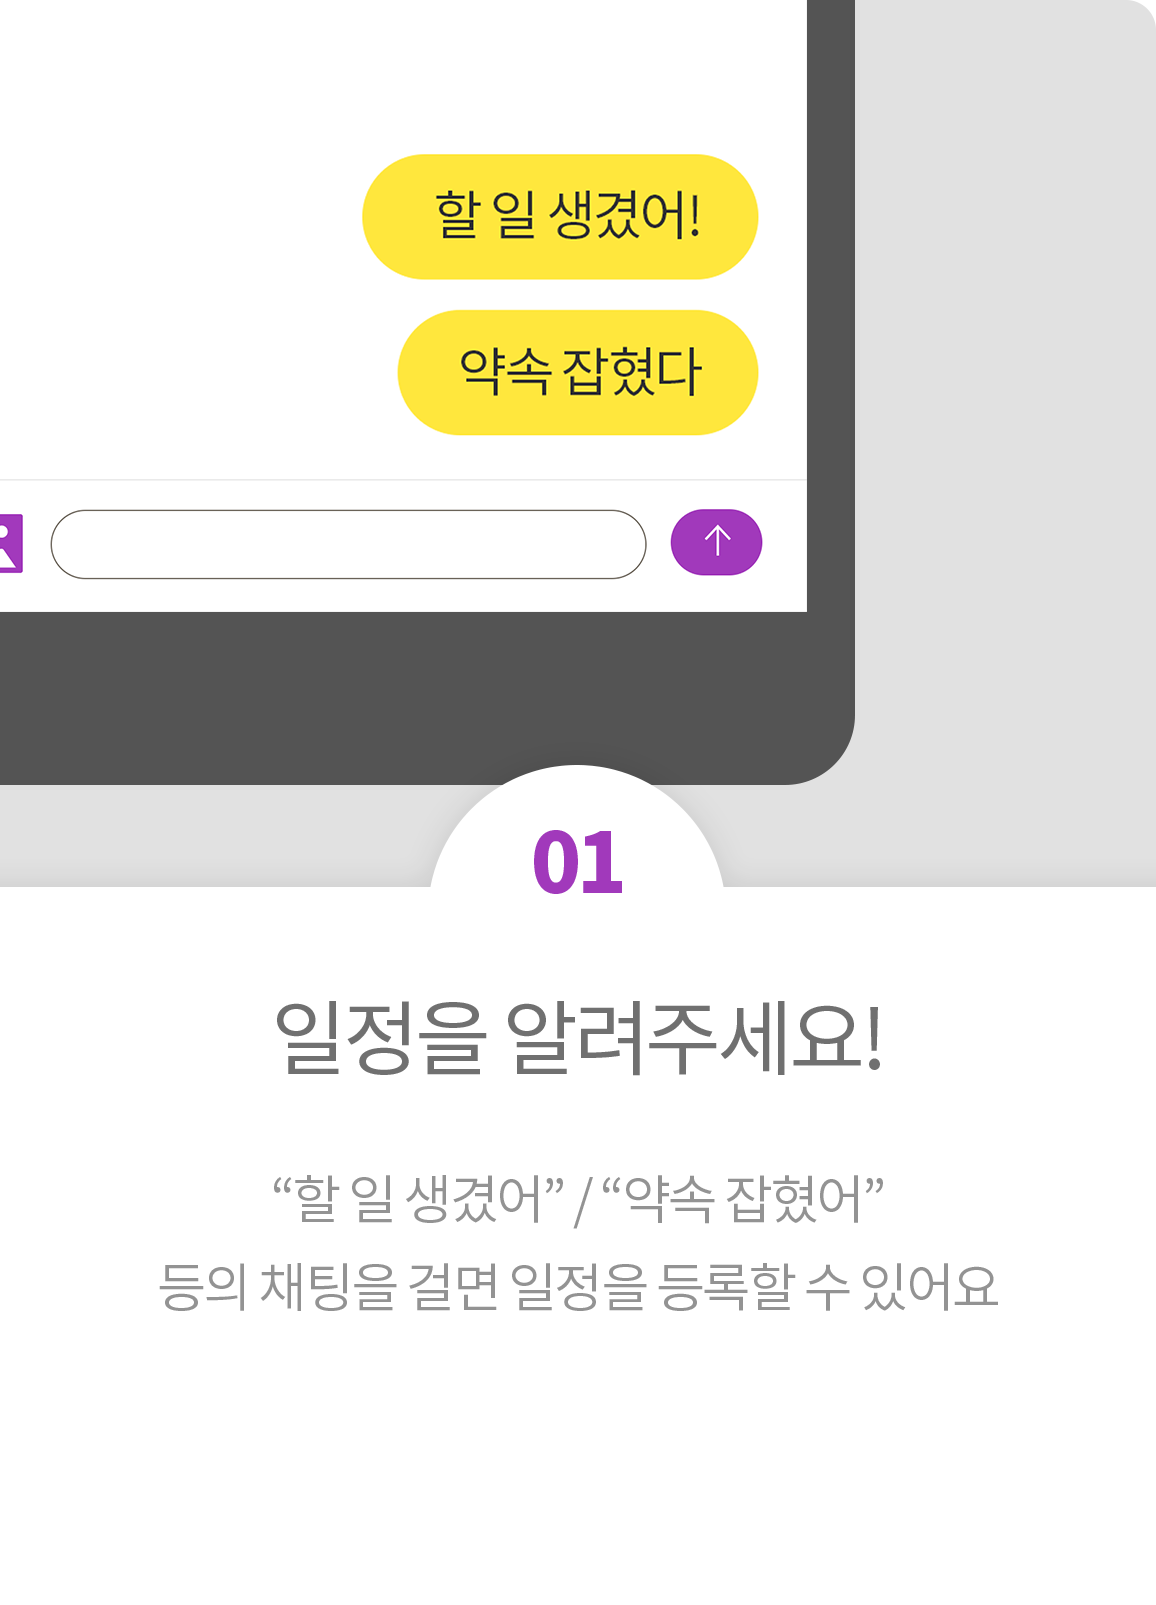 할 일 생겼어!
약속 잡혔다
01
일정을 알려주세요!
“할 일 생겼어” / “약속 잡혔어”
등의 채팅을 걸면 일정을 등록할 수 있어요